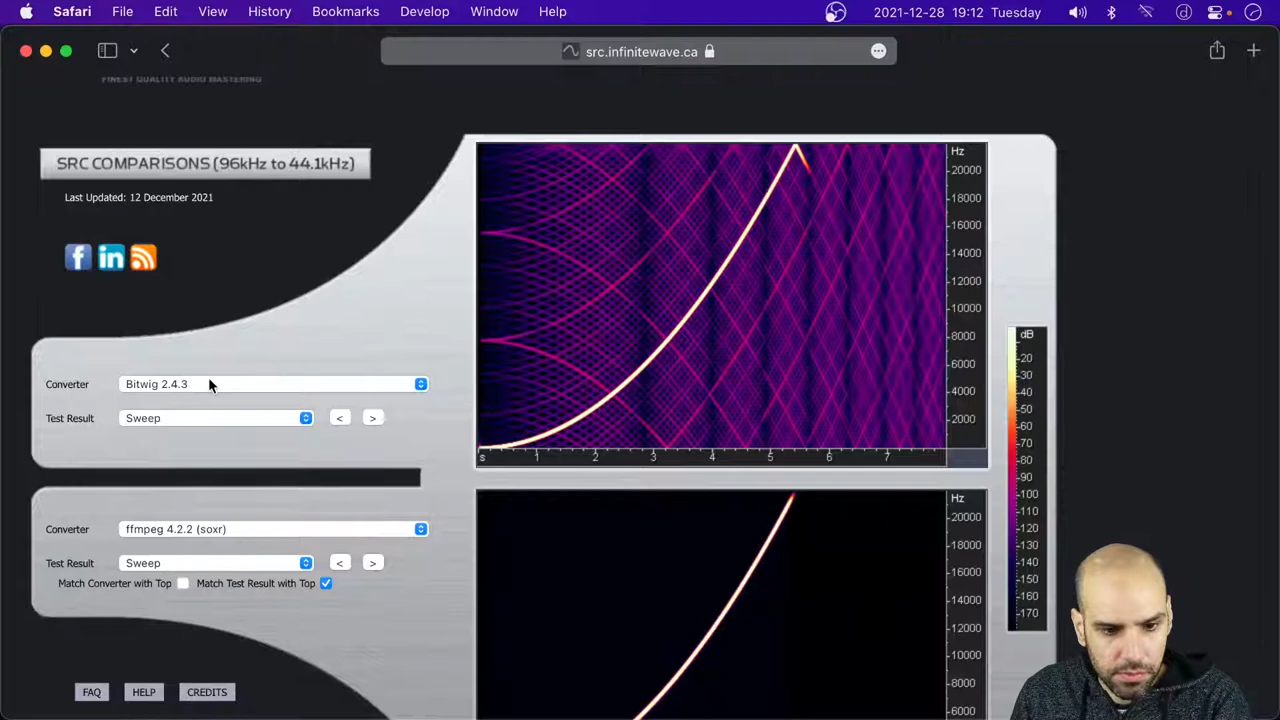 Safari File Edit View History Bookmarks Develop Window Help 2021-12-28 19:12 Tuesday
src.infinitewave.ca
FINEST QUALITY AUDIO MASTERING
SRC COMPARISONS (96kHz to 44.1kHz)
Last Updated: 12 December 2021
f in
Converter Bitwig 2.4.3
Test Result Sweep < >
Hz
20000
18000
16000
14000
12000
10000
8000
6000
4000
2000
s 1 2 3 4 5 6 7
dB
-20
-30
-40
-50
-60
-70
-80
-90
-100
-110
-120
-130
-140
-150
-160
-170
Converter ffmpeg 4.2.2 (soxr)
Test Result Sweep < >
Match Converter with Top Match Test Result with Top
Hz
20000
18000
16000
14000
12000
10000
8000
6000
FAQ HELP CREDITS